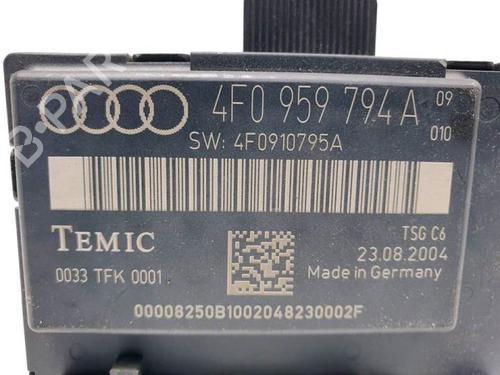 4F0 959 794 A 09
010
SW: 4F0910795A
TEMIC
TSG C6
23.08.2004
0033 TFK 0001
Made in Germany
00008250B1002048230002F
B-PARTS